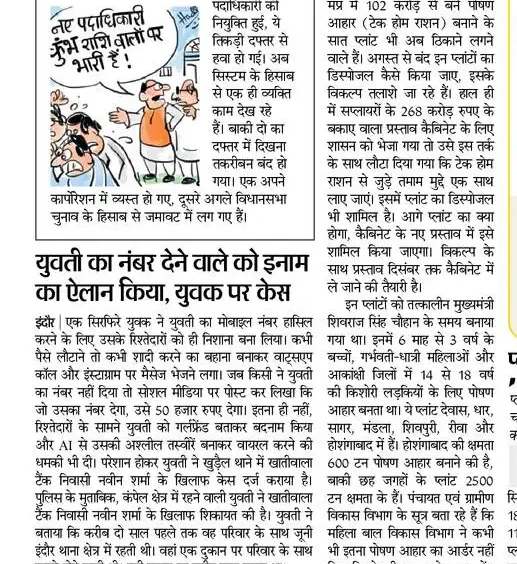 नए पदाधिकारी
कुंभ राशि वालों पर
भारी हैं!
पदाधिकारी की
नियुक्ति हुई, ये
तिकड़ी दफ्तर से
हवा हो गई। अब
सिस्टम के हिसाब
से एक ही व्यक्ति
काम देख रहे
हैं। बाकी दो का
दफ्तर में दिखना
तकरीबन बंद हो
गया। एक अपने
कार्पोरेशन में व्यस्त हो गए, दूसरे अगले विधानसभा
चुनाव के हिसाब से जमावट में लग गए हैं।
युवती का नंबर देने वाले को इनाम
का ऐलान किया, युवक पर केस
इंदौर | एक सिरफिरे युवक ने युवती का मोबाइल नंबर हासिल
करने के लिए उसके रिश्तेदारों को ही निशाना बना लिया। कभी
पैसे लौटाने तो कभी शादी करने का बहाना बनाकर वाट्सएप
कॉल और इंस्टाग्राम पर मैसेज भेजने लगा। जब किसी ने युवती
का नंबर नहीं दिया तो सोशल मीडिया पर पोस्ट कर लिखा कि
जो उसका नंबर देगा, उसे 50 हजार रुपए देगा। इतना ही नहीं,
रिश्तेदारों के सामने युवती को गर्लफ्रेंड बताकर बदनाम किया
और AI से उसकी अश्लील तस्वीरें बनाकर वायरल करने की
धमकी भी दी। परेशान होकर युवती ने खुड़ैल थाने में खातीवाला
टैंक निवासी नवीन शर्मा के खिलाफ केस दर्ज कराया है।
पुलिस के मुताबिक, कंपेल क्षेत्र में रहने वाली युवती ने खातीवाला
टैंक निवासी नवीन शर्मा के खिलाफ शिकायत की है। युवती ने
बताया कि करीब दो साल पहले तक वह परिवार के साथ जूनी
इंदौर थाना क्षेत्र में रहती थी। वहां एक दुकान पर परिवार के साथ
मप्र में 102 करोड़ से बने पोषण
आहार (टेक होम राशन) बनाने के
सात प्लांट भी अब ठिकाने लगने
वाले हैं। अगस्त से बंद इन प्लांटों का
डिस्पोजल कैसे किया जाए, इसके
विकल्प तलाशे जा रहे हैं। हाल ही
में सप्लायरों के 268 करोड़ रुपए के
बकाए वाला प्रस्ताव कैबिनेट के लिए
शासन को भेजा गया तो उसे इस तर्क
के साथ लौटा दिया गया कि टेक होम
राशन से जुड़े तमाम मुद्दे एक साथ
लाए जाएं। इसमें प्लांट का डिस्पोजल
भी शामिल है। आगे प्लांट का क्या
होगा, कैबिनेट के नए प्रस्ताव में इसे
शामिल किया जाएगा। विकल्प के
साथ प्रस्ताव दिसंबर तक कैबिनेट में
ले जाने की तैयारी है।
इन प्लांटों को तत्कालीन मुख्यमंत्री
शिवराज सिंह चौहान के समय बनाया
गया था। इनमें 6 माह से 3 वर्ष के
बच्चों, गर्भवती-धात्री महिलाओं और
आकांक्षी जिलों में 14 से 18 वर्ष
की किशोरी लड़कियों के लिए पोषण
आहार बनता था। ये प्लांट देवास, धार,
सागर, मंडला, शिवपुरी, रीवा और
होशंगाबाद में हैं। होशंगाबाद की क्षमता
600 टन पोषण आहार बनाने की है,
बाकी छह जगहों के प्लांट 2500
टन क्षमता के हैं। पंचायत एवं ग्रामीण
विकास विभाग के सूत्र बता रहे हैं कि
महिला बाल विकास विभाग ने कभी
भी इतना पोषण आहार का आर्डर नहीं